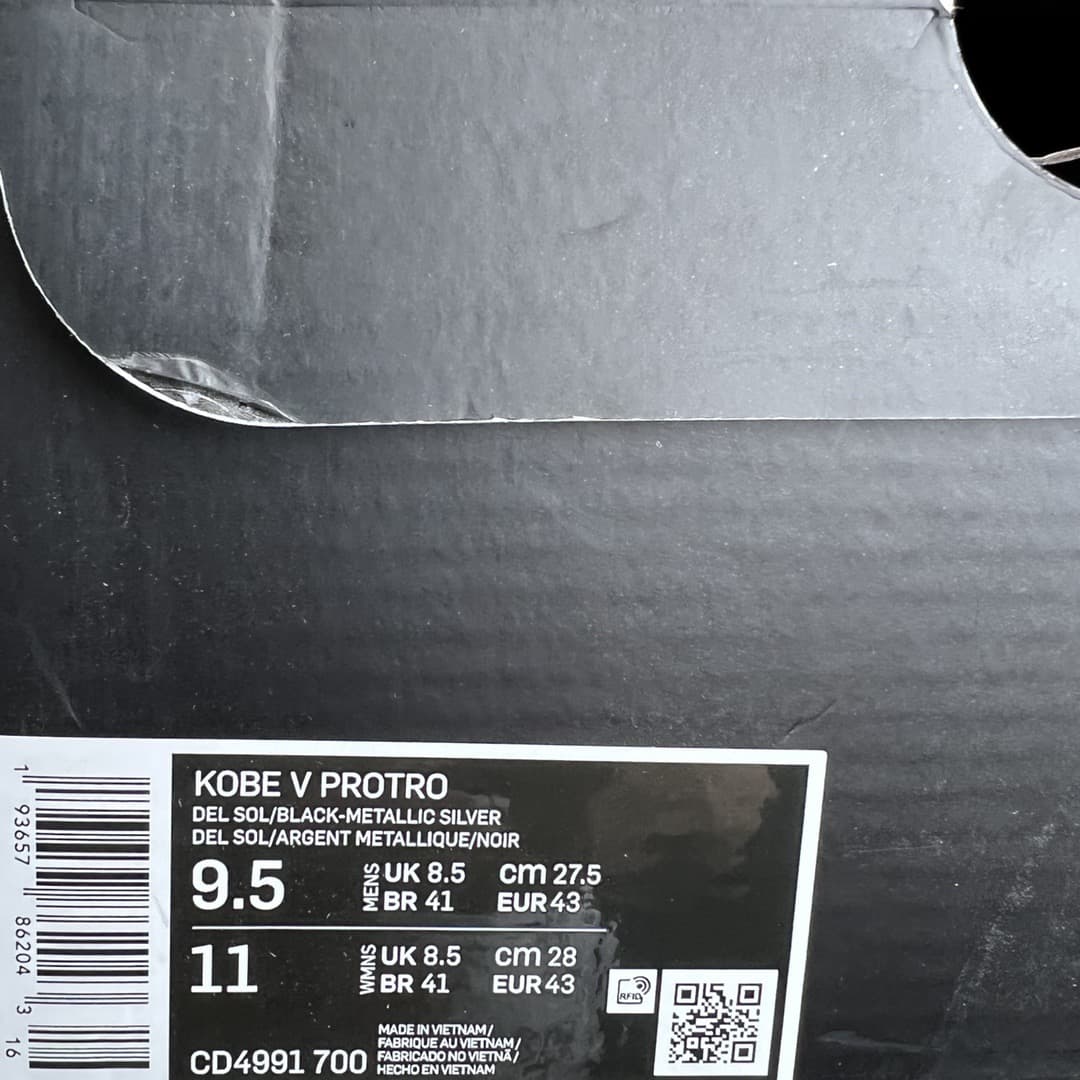 KOBE V PROTRO
DEL SOL/BLACK-METALLIC SILVER
DEL SOL/ARGENT METALLIQUE/NOIR
9.5 MENS UK 8.5 cm 27.5
BR 41 EUR 43
11 WMNS UK 8.5 cm 28
BR 41 EUR 43
RFID
CD4991 700
MADE IN VIETNAM/
FABRIQUE AU VIETNAM/
FABRICADO NO VIETNÃ/
HECHO EN VIETNAM
1 93657 86204 3 16